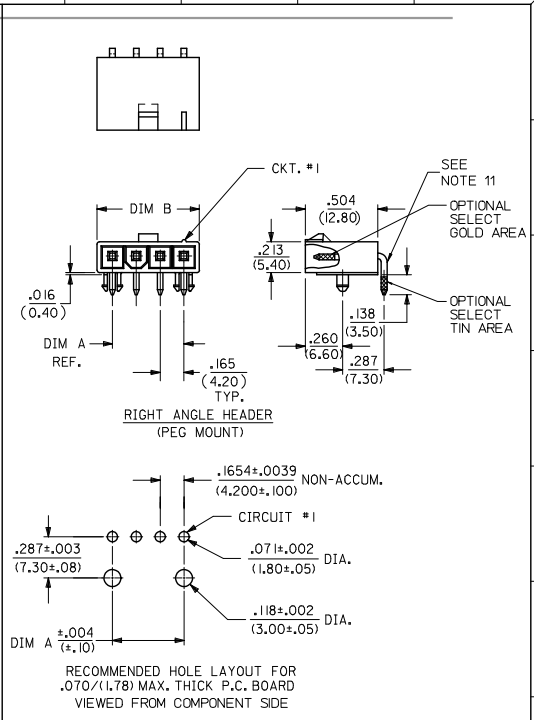 CKT. #1
SEE
NOTE 11
DIM B
.504
(12.80)
OPTIONAL
SELECT
GOLD AREA
.213
(5.40)
.016
(0.40)
.138
(3.50)
OPTIONAL
SELECT
TIN AREA
DIM A
REF.
.165
(4.20)
TYP.
.260
(6.60)
.287
(7.30)
RIGHT ANGLE HEADER
(PEG MOUNT)
.1654±.0039
(4.200±.100)
NON-ACCUM.
CIRCUIT #1
.287±.003
(7.30±.08)
.071±.002
(1.80±.05)
DIA.
.118±.002
(3.00±.05)
DIA.
DIM A
±.004
(±.10)
RECOMMENDED HOLE LAYOUT FOR
.070/(1.78) MAX. THICK P.C. BOARD
VIEWED FROM COMPONENT SIDE